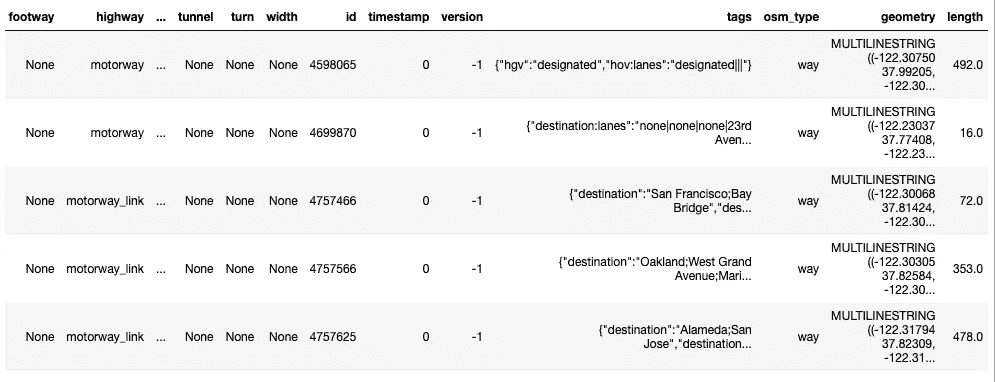 footway highway ... tunnel turn width id timestamp version tags osm_type geometry length
None motorway ... None None None 4598065 0 -1 {"hgv":"designated","hov:lanes":"designated|||"} way MULTILINESTRING ((-122.30750 37.99205, -122.30... 492.0
None motorway ... None None None 4699870 0 -1 {"destination:lanes":"none|none|none|23rd Aven... way MULTILINESTRING ((-122.23037 37.77408, -122.23... 16.0
None motorway_link ... None None None 4757466 0 -1 {"destination":"San Francisco;Bay Bridge","des... way MULTILINESTRING ((-122.30068 37.81424, -122.30... 72.0
None motorway_link ... None None None 4757566 0 -1 {"destination":"Oakland;West Grand Avenue;Mari... way MULTILINESTRING ((-122.30305 37.82584, -122.30... 353.0
None motorway_link ... None None None 4757625 0 -1 {"destination":"Alameda;San Jose","destination... way MULTILINESTRING ((-122.31794 37.82309, -122.31... 478.0